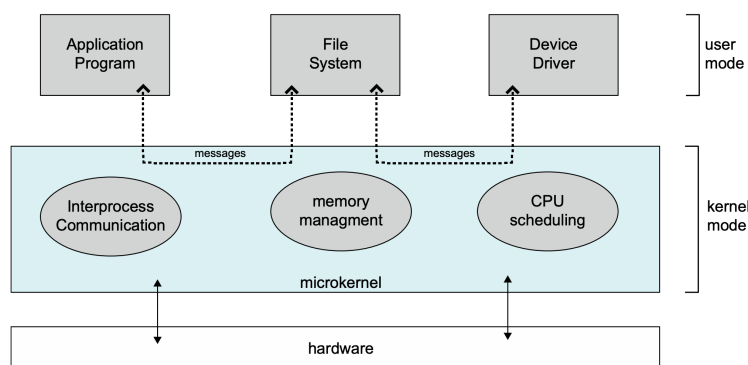 Application
Program
File
System
Device
Driver
user
mode
messages
messages
Interprocess
Communication
memory
managment
CPU
scheduling
kernel
mode
microkernel
hardware